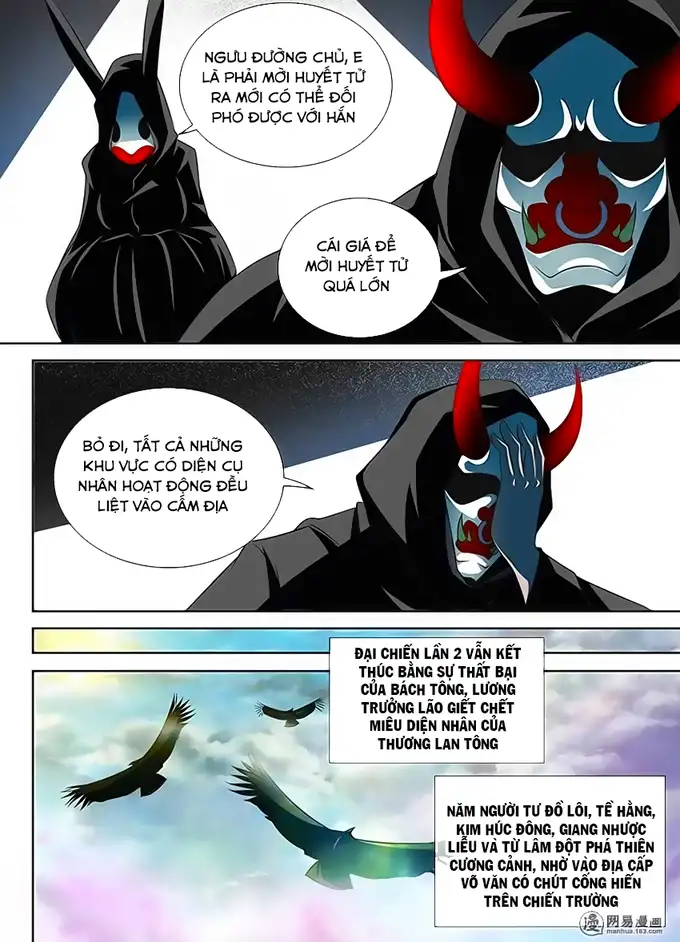 NGƯU ĐƯỜNG CHỦ, E
LÀ PHẢI MỜI HUYẾT TỬ
RA MỚI CÓ THỂ ĐỐI
PHÓ ĐƯỢC VỚI HẮN
CÁI GIÁ ĐỂ
MỜI HUYẾT TỬ
QUÁ LỚN
BỎ ĐI, TẤT CẢ NHỮNG
KHU VỰC CÓ DIỆN CỤ
NHÂN HOẠT ĐỘNG ĐỀU
LIỆT VÀO CẤM ĐỊA
ĐẠI CHIẾN LẦN 2 VẪN KẾT
THÚC BẰNG SỰ THẤT BẠI
CỦA BÁCH TÔNG, LƯƠNG
TRƯỞNG LÃO GIẾT CHẾT
MIÊU DIỆN NHÂN CỦA
THƯƠNG LAN TÔNG
NĂM NGƯỜI TƯ ĐỒ LÔI, TỀ HẰNG,
KIM HÚC ĐÔNG, GIANG NHƯỢC
LIỄU VÀ TỪ LÂM ĐỘT PHÁ THIÊN
CƯƠNG CẢNH, NHỜ VÀO ĐỊA CẤP
VÕ VĂN CÓ CHÚT CỐNG HIẾN
TRÊN CHIẾN TRƯỜNG
漫 网易漫画
manhua.163.com